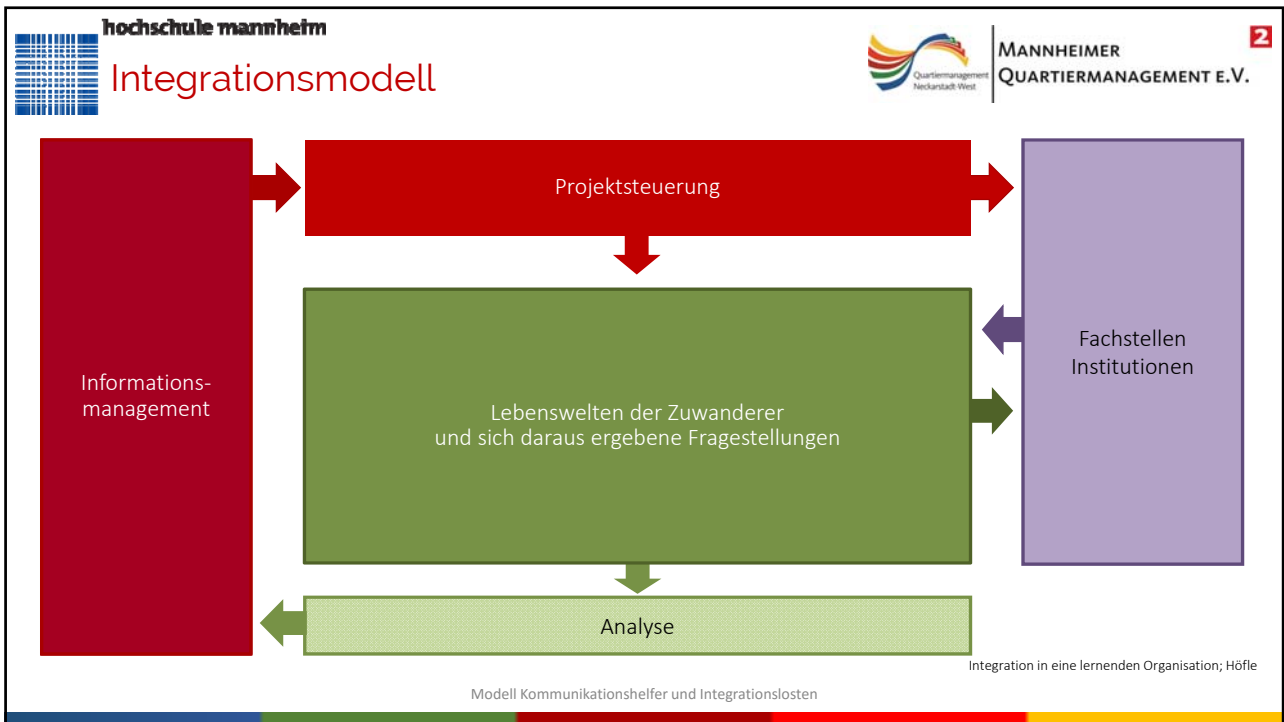 hochschule mannheim
Integrationsmodell
Quartiermanagement
Neckarstadt-West
MANNHEIMER
QUARTIERMANAGEMENT E.V.
2
Projektsteuerung
Informations-
management
Lebenswelten der Zuwanderer
und sich daraus ergebene Fragestellungen
Fachstellen
Institutionen
Analyse
Integration in eine lernenden Organisation; Höfle
Modell Kommunikationshelfer und Integrationslosten